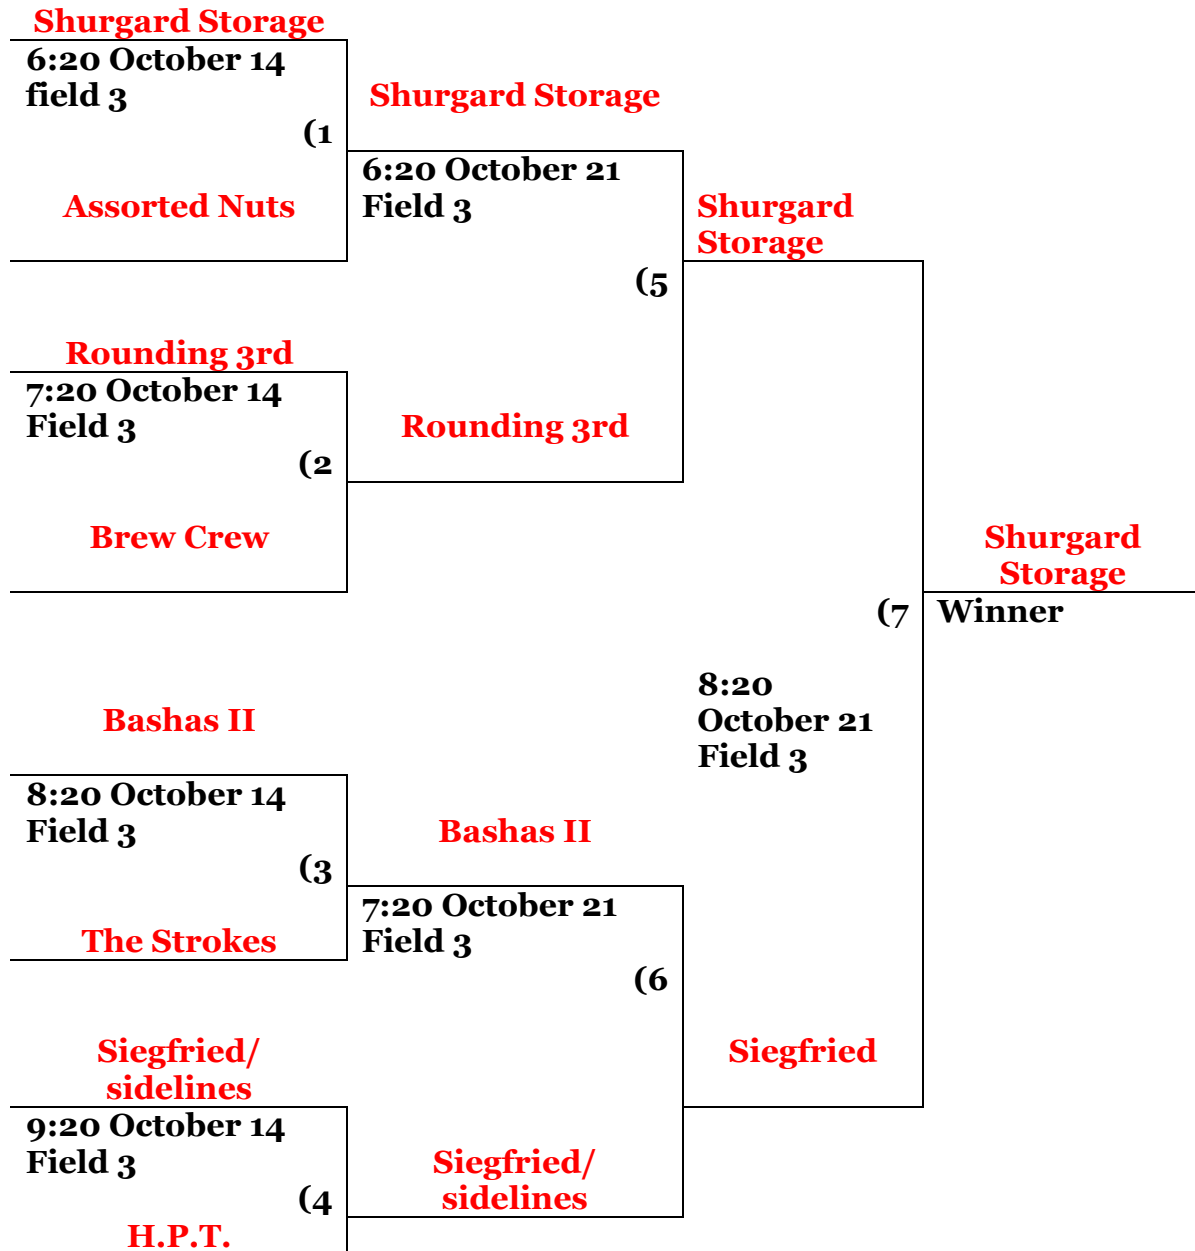 Shurgard Storage
6:20 October 14
field 3
(1
Assorted Nuts
Shurgard Storage
6:20 October 21
Field 3
(5
Rounding 3rd
7:20 October 14
Field 3
(2
Brew Crew
Rounding 3rd
Shurgard
Storage
Bashas II
8:20 October 14
Field 3
(3
The Strokes
Bashas II
7:20 October 21
Field 3
(6
Siegfried/
sidelines
9:20 October 14
Field 3
(4
H.P.T.
Siegfried/
sidelines
Siegfried
8:20
October 21
Field 3
(7
Shurgard
Storage
Winner